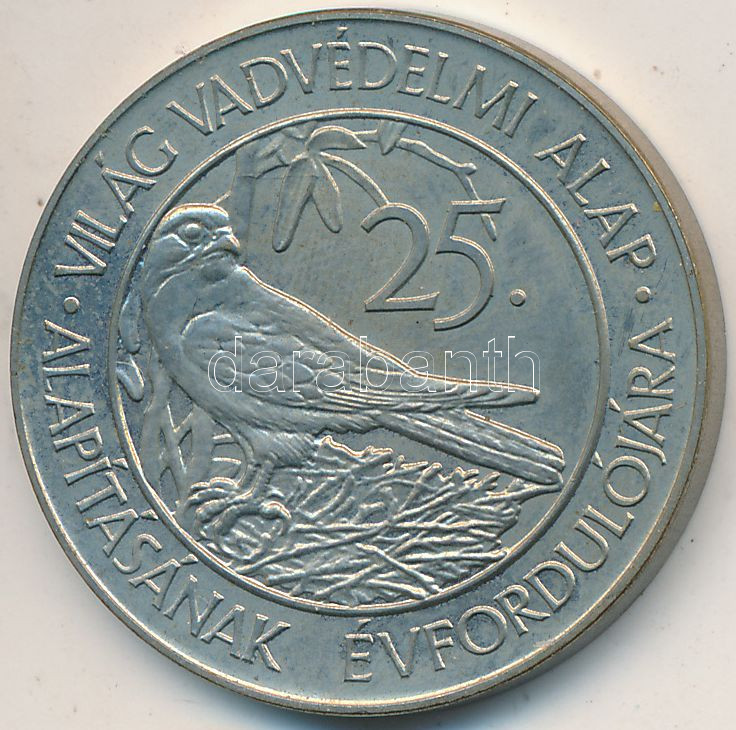 • VILÁG VADVÉDELMI ALAP •
ALAPÍTÁSÁNAK ÉVFORDULÓJÁRA
25.
darabanth